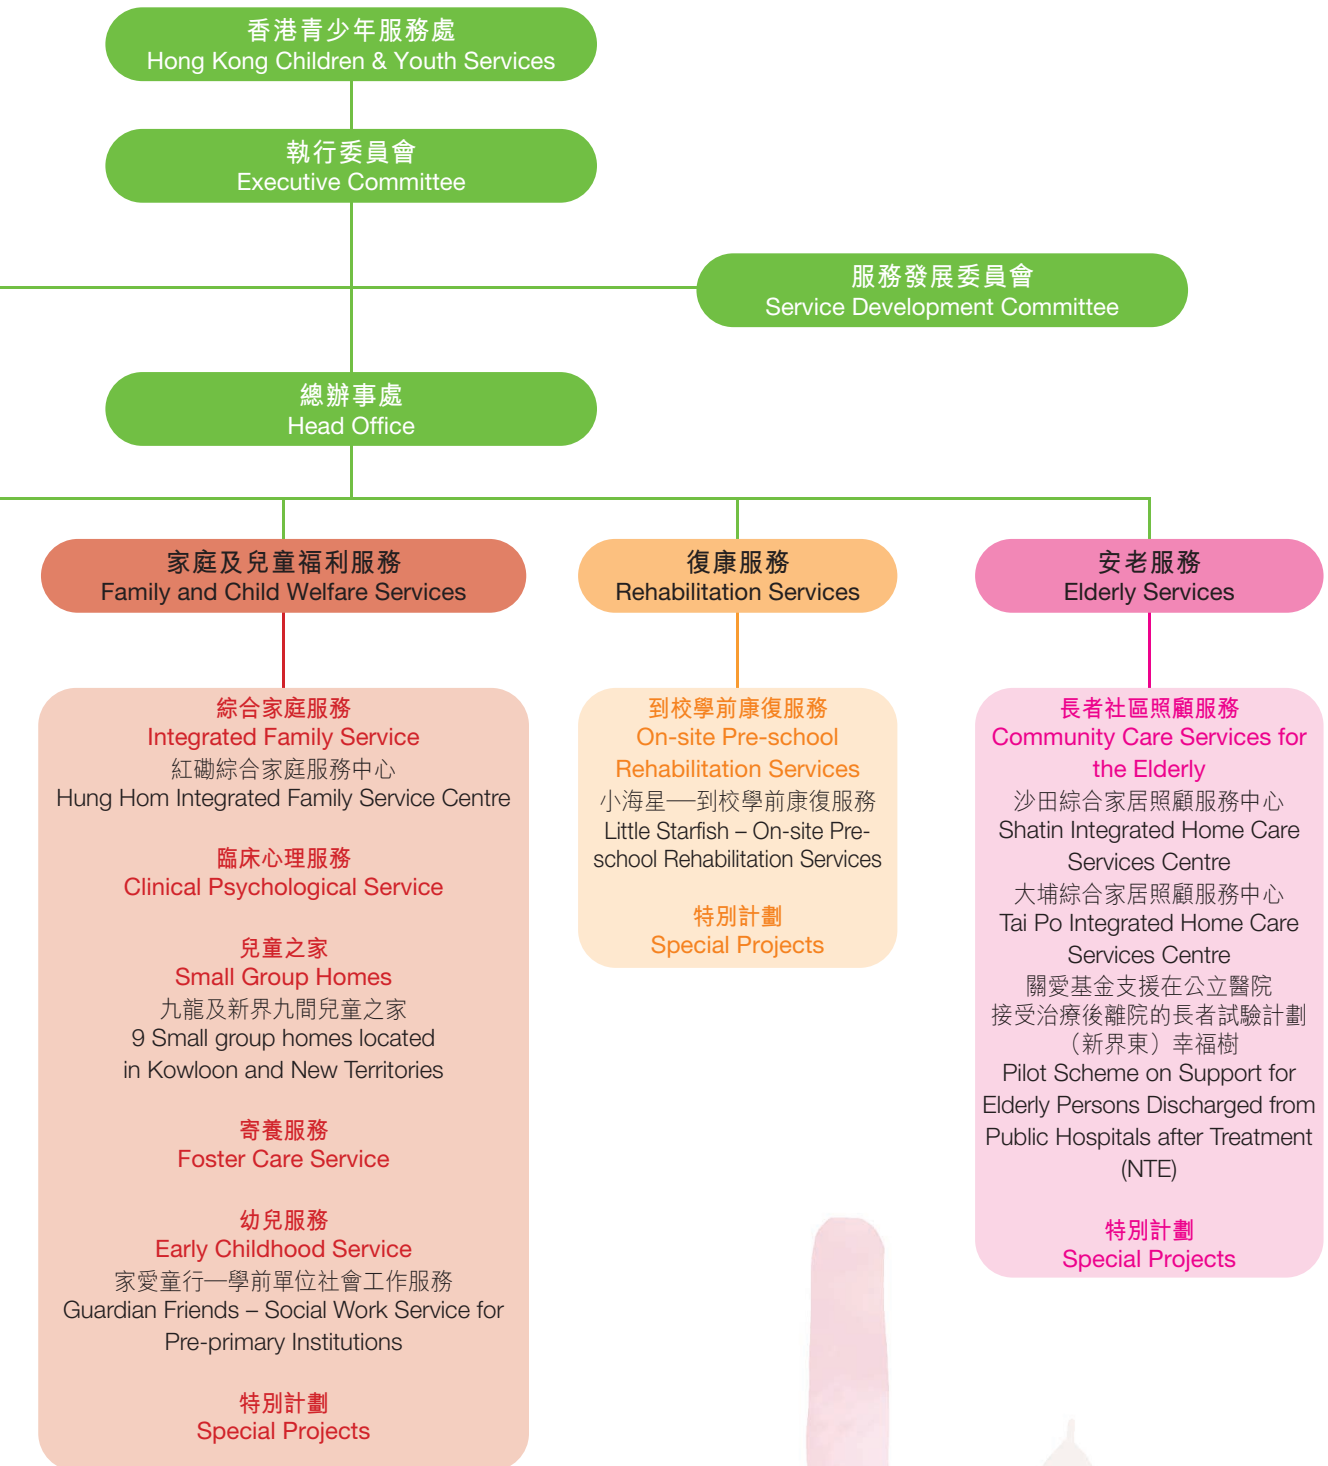 香港青少年服務處
Hong Kong Children & Youth Services
執行委員會
Executive Committee
服務發展委員會
Service Development Committee
總辦事處
Head Office
家庭及兒童福利服務
Family and Child Welfare Services
綜合家庭服務
Integrated Family Service
紅磡綜合家庭服務中心
Hung Hom Integrated Family Service Centre
臨床心理服務
Clinical Psychological Service
兒童之家
Small Group Homes
九龍及新界九間兒童之家
9 Small group homes located
in Kowloon and New Territories
寄養服務
Foster Care Service
幼兒服務
Early Childhood Service
家愛童行—學前單位社會工作服務
Guardian Friends – Social Work Service for
Pre-primary Institutions
特別計劃
Special Projects
復康服務
Rehabilitation Services
到校學前康復服務
On-site Pre-school
Rehabilitation Services
小海星──到校學前康復服務
Little Starfish – On-site Pre-
school Rehabilitation Services
特別計劃
Special Projects
安老服務
Elderly Services
長者社區照顧服務
Community Care Services for
the Elderly
沙田綜合家居照顧服務中心
Shatin Integrated Home Care
Services Centre
大埔綜合家居照顧服務中心
Tai Po Integrated Home Care
Services Centre
關愛基金支援在公立醫院
接受治療後離院的長者試驗計劃
（新界東）幸福樹
Pilot Scheme on Support for
Elderly Persons Discharged from
Public Hospitals after Treatment
(NTE)
特別計劃
Special Projects